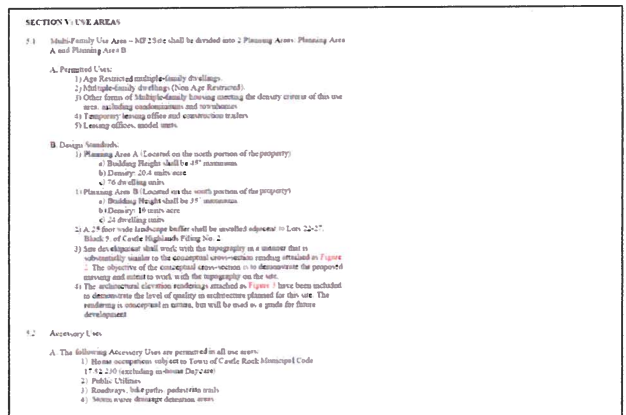 SECTION V: USE AREAS
5.1 Multi-Family Use Area – MF 2 Site shall be divided into 2 Planning Areas: Planning Area
A and Planning Area B
A. Permitted Uses:
1) Age Restricted multiple-family dwellings.
2) Multiple-family dwellings (Non Age Restricted)
3) Other forms of Multiple-family housing meeting the density criteria of this use
area, including condominiums and townhomes
4) Temporary leasing office and construction trailers
5) Leasing offices, model units.
B. Design Standards:
1) Planning Area A (Located on the north portion of the property)
a) Building Height shall be 45' maximum
b) Density: 20.4 units acre
c) 76 dwelling units
1) Planning Area B (Located on the south portion of the property)
a) Building Height shall be 35' maximum
b) Density: units acre
c) 24 dwelling units
2) A 25 foot wide landscape buffer shall be installed adjacent to Lots 22-27,
Block 5, of Castle Highlands Filing No. 2
3) Site development shall work with the topography in a manner that is
substantially similar to the conceptual cross-section rending attached as Figure
2. The objective of the conceptual cross-section is to demonstrate the proposed
massing and intent to work with the topography on the site.
4) The architectural elevation renderings attached as Figure 3 have been included
to demonstrate the level of quality in architecture planned for this site. The
rendering is conceptual in nature, but will be used as a guide for future
development
5.2 Accessory Uses
A. The following Accessory Uses are permitted in all use areas:
1) Home occupations subject to Town of Castle Rock Municipal Code
17.52.230 (excluding in-house Daycare)
2) Public Utilities
3) Roadways, bike paths, pedestrian trails
4) Storm water drainage detention areas